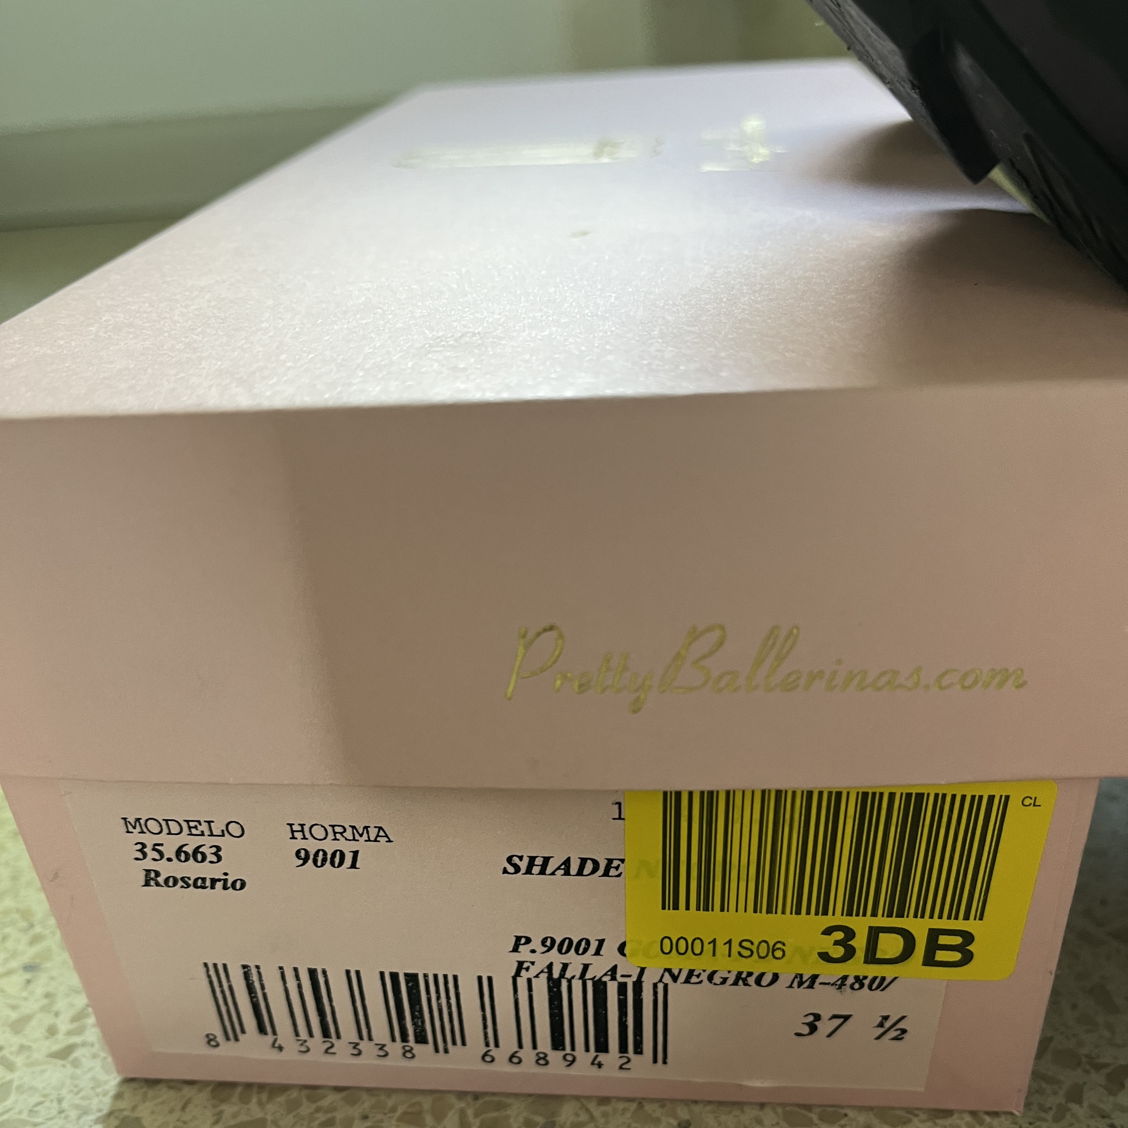 PrettyBallerinas.com
MODELO HORMA
35.663 9001
Rosario
1
SHADE
CL
00011S06 3DB
P.9001
FALLA-I NEGRO M-480/
37 ½
8 432338 668942